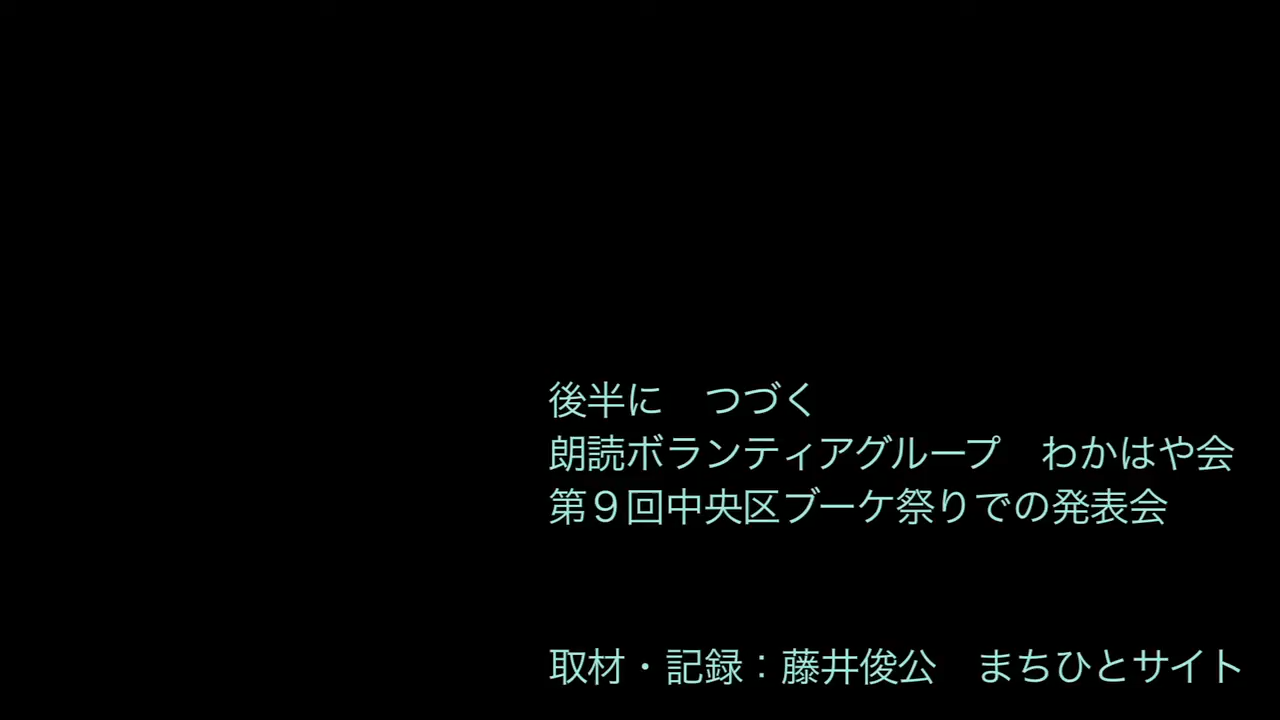 後半に　つづく
朗読ボランティアグループ　わかはや会
第９回中央区ブーケ祭りでの発表会
取材・記録：藤井俊公　まちひとサイト